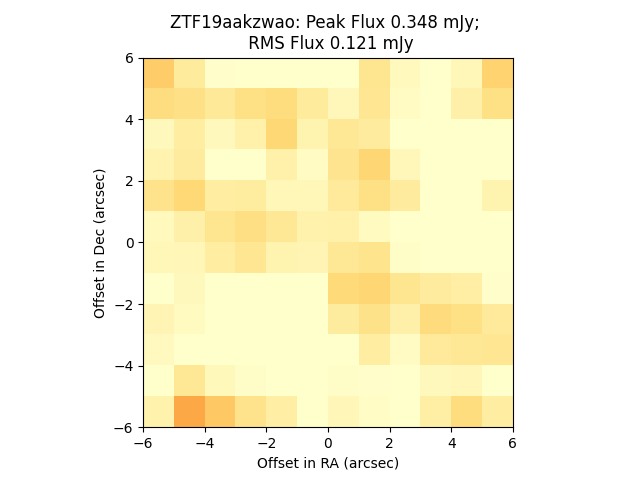 ZTF19aakzwao: Peak Flux 0.348 mJy;
RMS Flux 0.121 mJy
6
4
2
0
−2
−4
−6
Offset in Dec (arcsec)
−6 −4 −2 0 2 4 6
Offset in RA (arcsec)